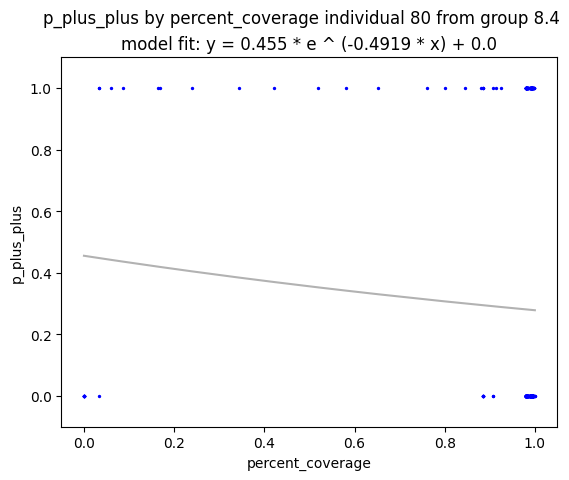 p_plus_plus by percent_coverage individual 80 from group 8.4
model fit: y = 0.455 * e ^ (-0.4919 * x) + 0.0
1.0
0.8
0.6
0.4
0.2
0.0
p_plus_plus
0.0 0.2 0.4 0.6 0.8 1.0
percent_coverage